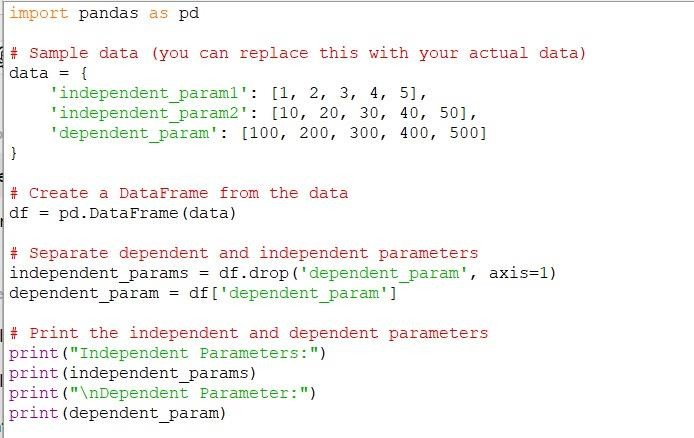 import pandas as pd
# Sample data (you can replace this with your actual data)
data = {
    'independent_param1': [1, 2, 3, 4, 5],
    'independent_param2': [10, 20, 30, 40, 50],
    'dependent_param': [100, 200, 300, 400, 500]
}
# Create a DataFrame from the data
df = pd.DataFrame(data)
# Separate dependent and independent parameters
independent_params = df.drop('dependent_param', axis=1)
dependent_param = df['dependent_param']
# Print the independent and dependent parameters
print("Independent Parameters:")
print(independent_params)
print("\nDependent Parameter:")
print(dependent_param)